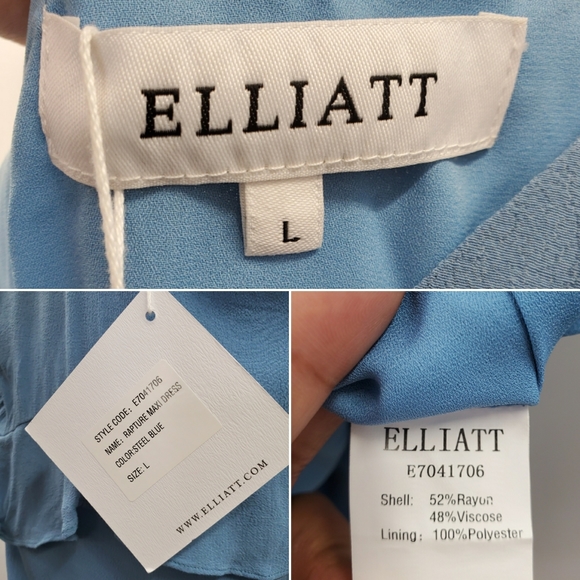 ELLIATT
L
STYLE CODE: E7041706
NAME: RAPTURE MAXI DRESS
COLOR:STEEL BLUE
SIZE: L
WWW.ELLIATT.COM
ELLIATT
E7041706
Shell: 52%Rayon
48%Viscose
Lining: 100%Polyester